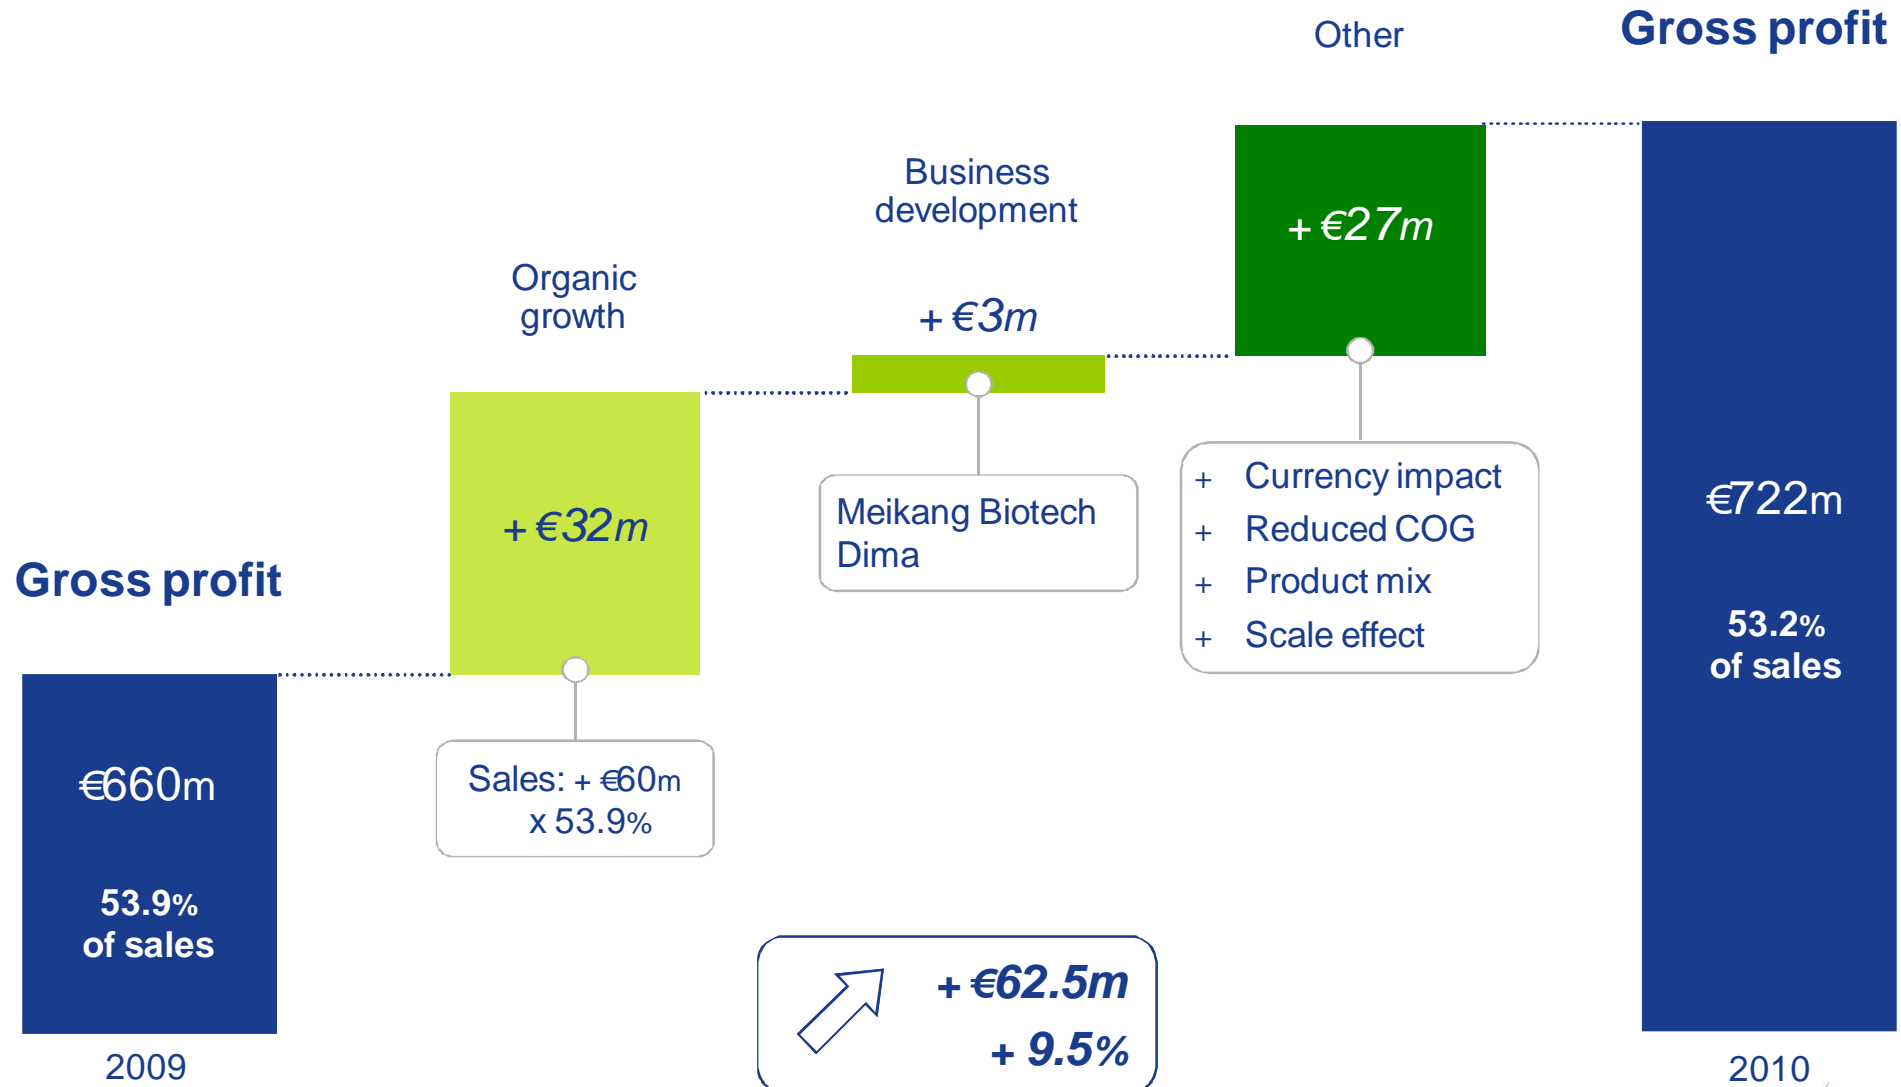 Gross profit
€660m
53.9%
of sales
2009
Organic
growth
+ €32m
Sales: + €60m
x 53.9%
Business
development
+ €3m
Meikang Biotech
Dima
Other
+ €27m
+ Currency impact
+ Reduced COG
+ Product mix
+ Scale effect
Gross profit
€722m
53.2%
of sales
2010
+ €62.5m
+ 9.5%